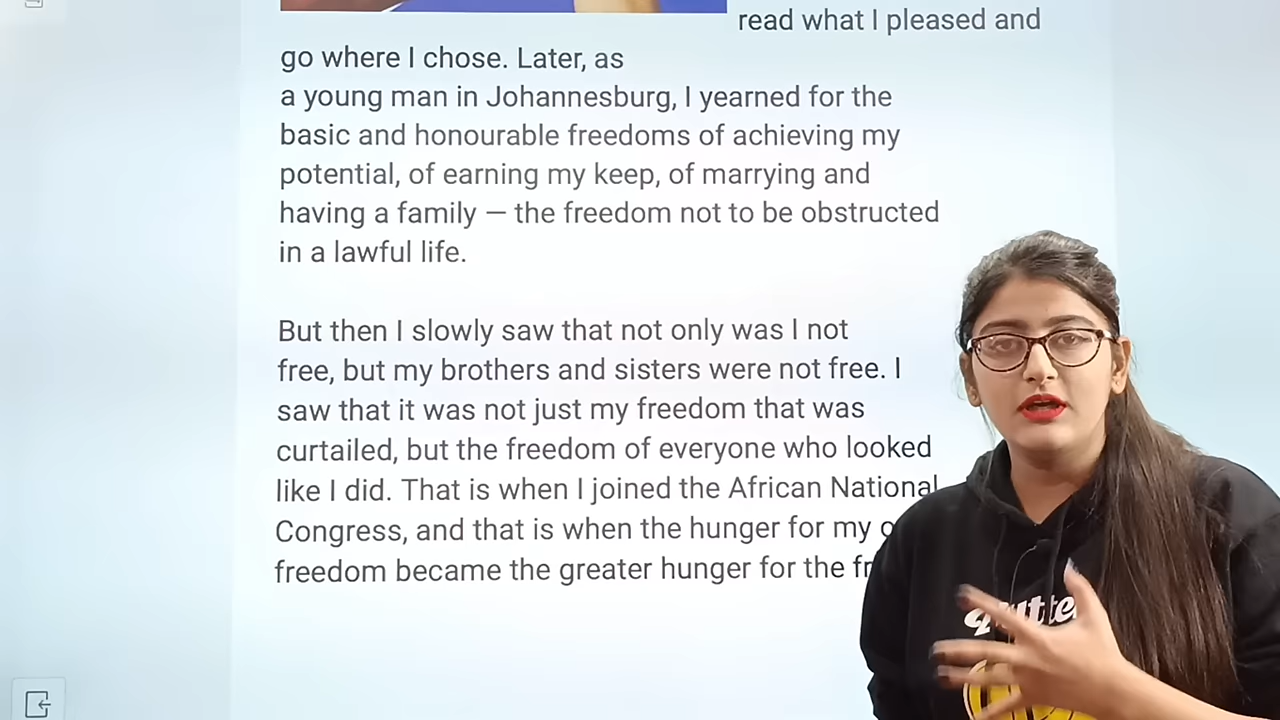 read what I pleased and
go where I chose. Later, as
a young man in Johannesburg, I yearned for the
basic and honourable freedoms of achieving my
potential, of earning my keep, of marrying and
having a family — the freedom not to be obstructed
in a lawful life.
But then I slowly saw that not only was I not
free, but my brothers and sisters were not free. I
saw that it was not just my freedom that was
curtailed, but the freedom of everyone who looked
like I did. That is when I joined the African National
Congress, and that is when the hunger for my
freedom became the greater hunger for the